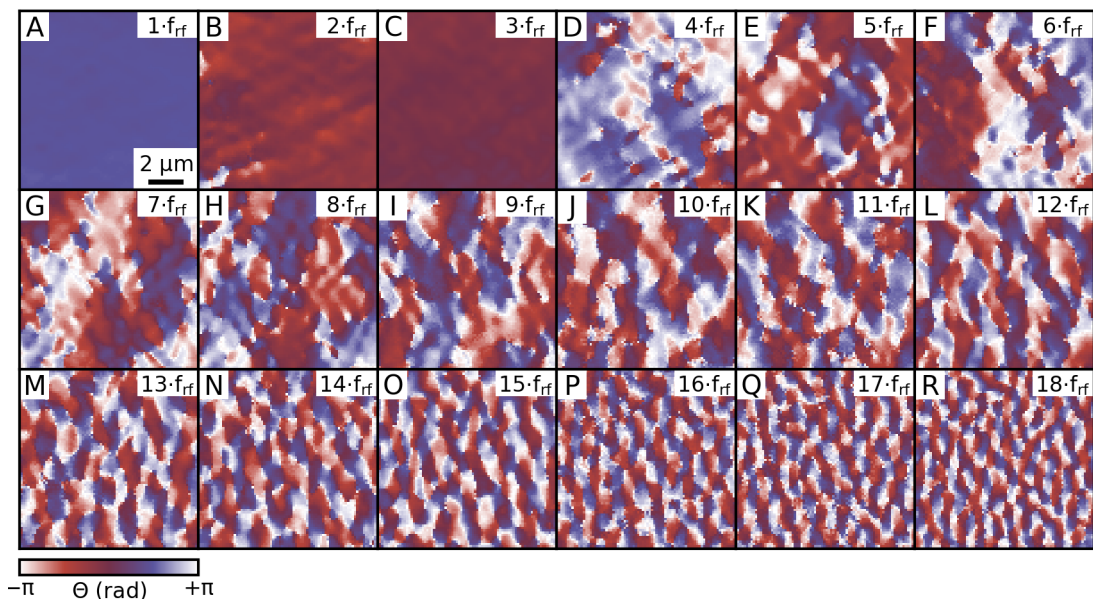 A 1·f_rf
B 2·f_rf
C 3·f_rf
D 4·f_rf
E 5·f_rf
F 6·f_rf
2 µm
G 7·f_rf
H 8·f_rf
I 9·f_rf
J 10·f_rf
K 11·f_rf
L 12·f_rf
M 13·f_rf
N 14·f_rf
O 15·f_rf
P 16·f_rf
Q 17·f_rf
R 18·f_rf
−π Θ (rad) +π